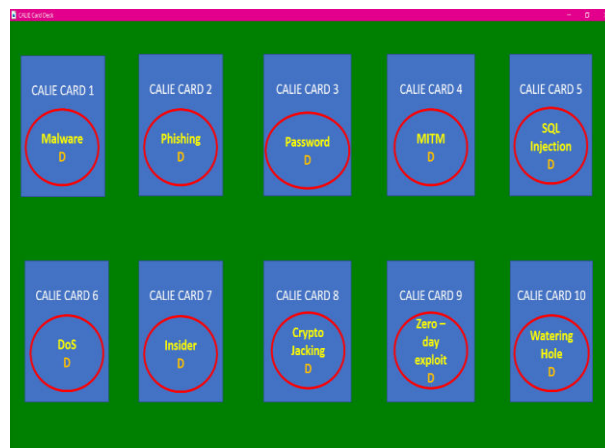 CALIE Card Deck
CALIE CARD 1
Malware
D
CALIE CARD 2
Phishing
D
CALIE CARD 3
Password
D
CALIE CARD 4
MITM
D
CALIE CARD 5
SQL
Injection
D
CALIE CARD 6
DoS
D
CALIE CARD 7
Insider
D
CALIE CARD 8
Crypto
Jacking
D
CALIE CARD 9
Zero –
day
exploit
D
CALIE CARD 10
Watering
Hole
D